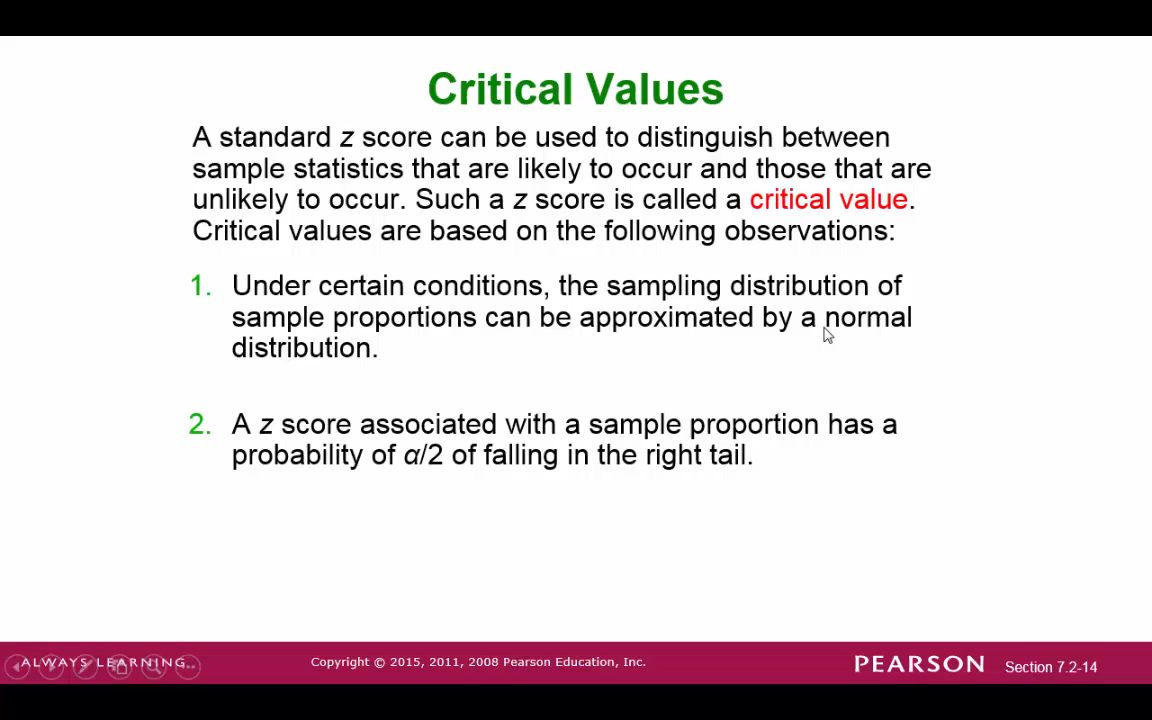 Critical Values
A standard z score can be used to distinguish between
sample statistics that are likely to occur and those that are
unlikely to occur. Such a z score is called a critical value.
Critical values are based on the following observations:
1. Under certain conditions, the sampling distribution of
sample proportions can be approximated by a normal
distribution.
2. A z score associated with a sample proportion has a
probability of α/2 of falling in the right tail.
ALWAYS LEARNING
Copyright © 2015, 2011, 2008 Pearson Education, Inc.
PEARSON
Section 7.2-14